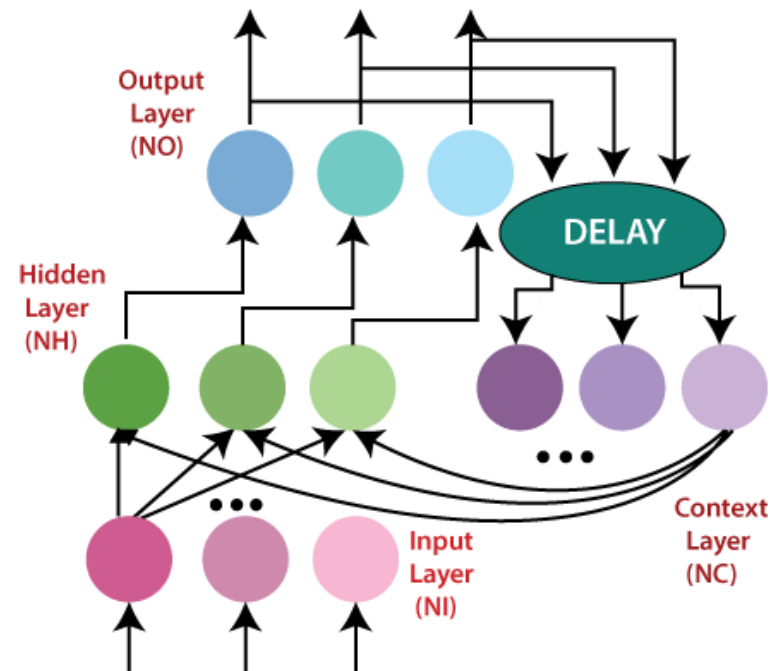 Output
Layer
(NO)
DELAY
Hidden
Layer
(NH)
Input
Layer
(NI)
Context
Layer
(NC)